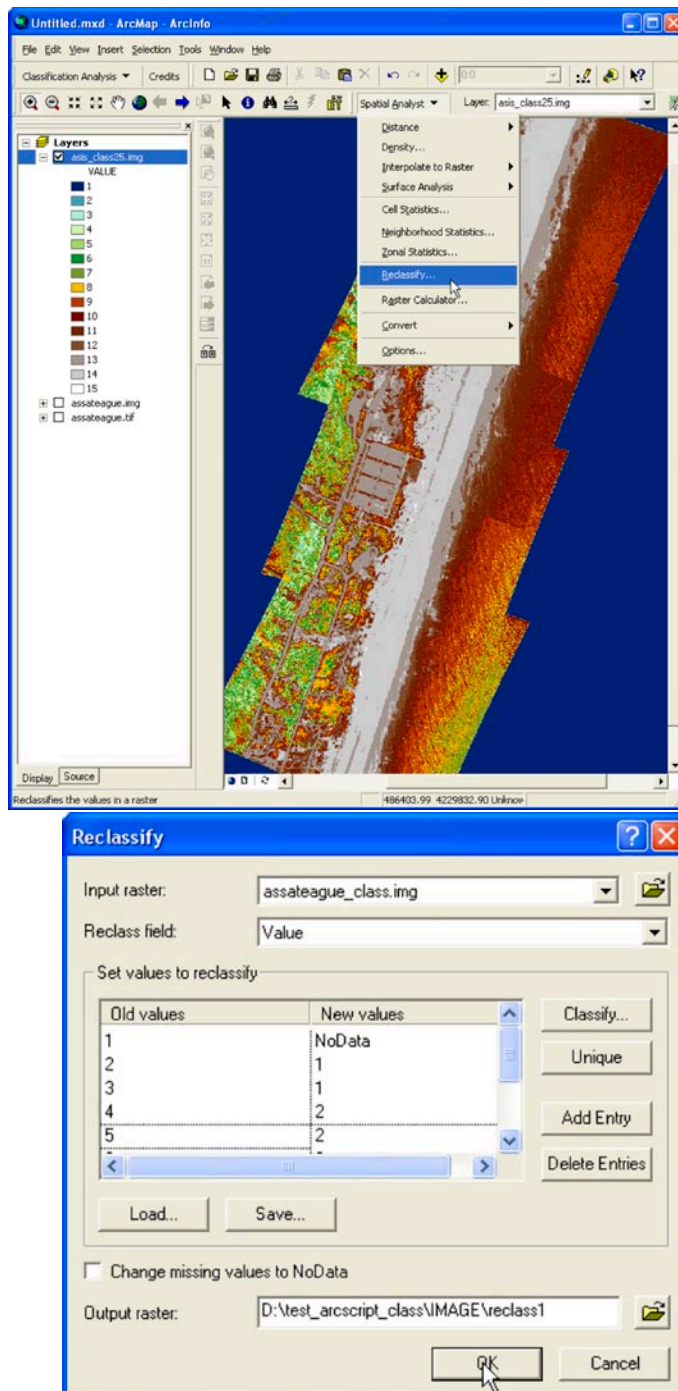 Untitled.mxd - ArcMap - ArcInfo
File Edit View Insert Selection Tools Window Help
Classification Analysis Credits 0.0
Spatial Analyst Layer: asis_class25.img
Layers
asis_class25.img
VALUE
1
2
3
4
5
6
7
8
9
10
11
12
13
14
15
assateague.img
assateague.tif
Distance
Density...
Interpolate to Raster
Surface Analysis
Cell Statistics...
Neighborhood Statistics...
Zonal Statistics...
Reclassify...
Raster Calculator...
Convert
Options...
Display Source
Reclassifies the values in a raster 486403.99 4229832.90 Unknow
Reclassify
Input raster: assateague_class.img
Reclass field: Value
Set values to reclassify
Old values New values
1 NoData
2 1
3 1
4 2
5 2
Classify...
Unique
Add Entry
Delete Entries
Load... Save...
Change missing values to NoData
Output raster: D:\test_arcscript_class\IMAGE\reclass1
OK Cancel